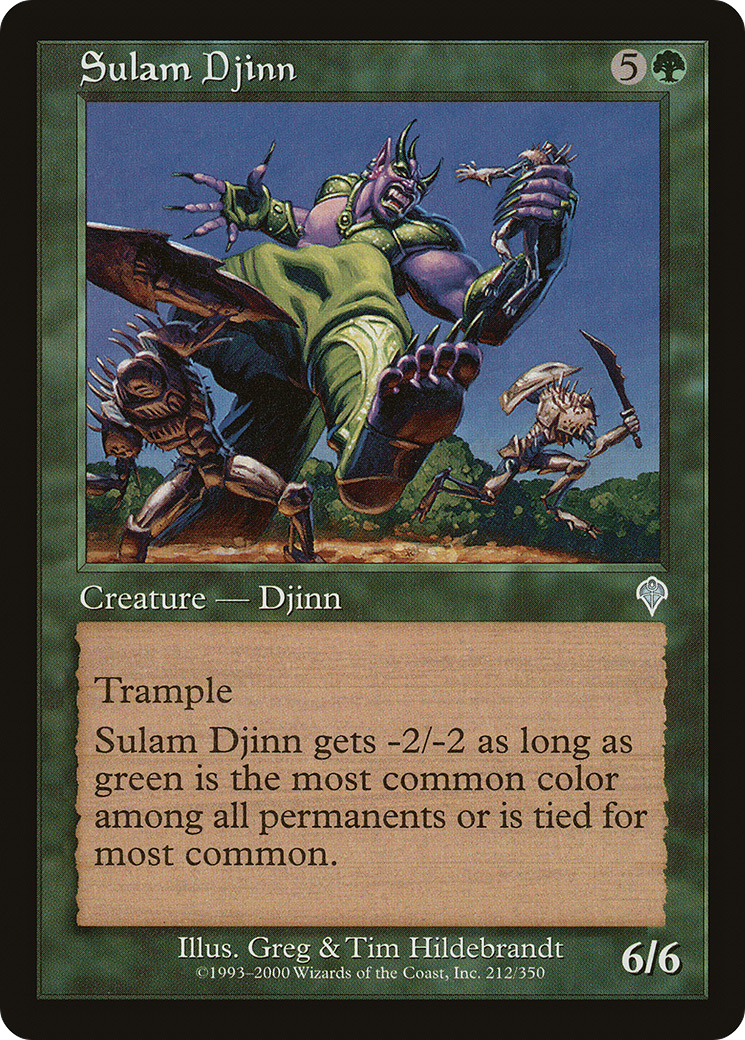 Sulam Djinn 5
Creature — Djinn
Trample
Sulam Djinn gets -2/-2 as long as
green is the most common color
among all permanents or is tied for
most common.
Illus. Greg & Tim Hildebrandt
©1993–2000 Wizards of the Coast, Inc. 212/350
6/6